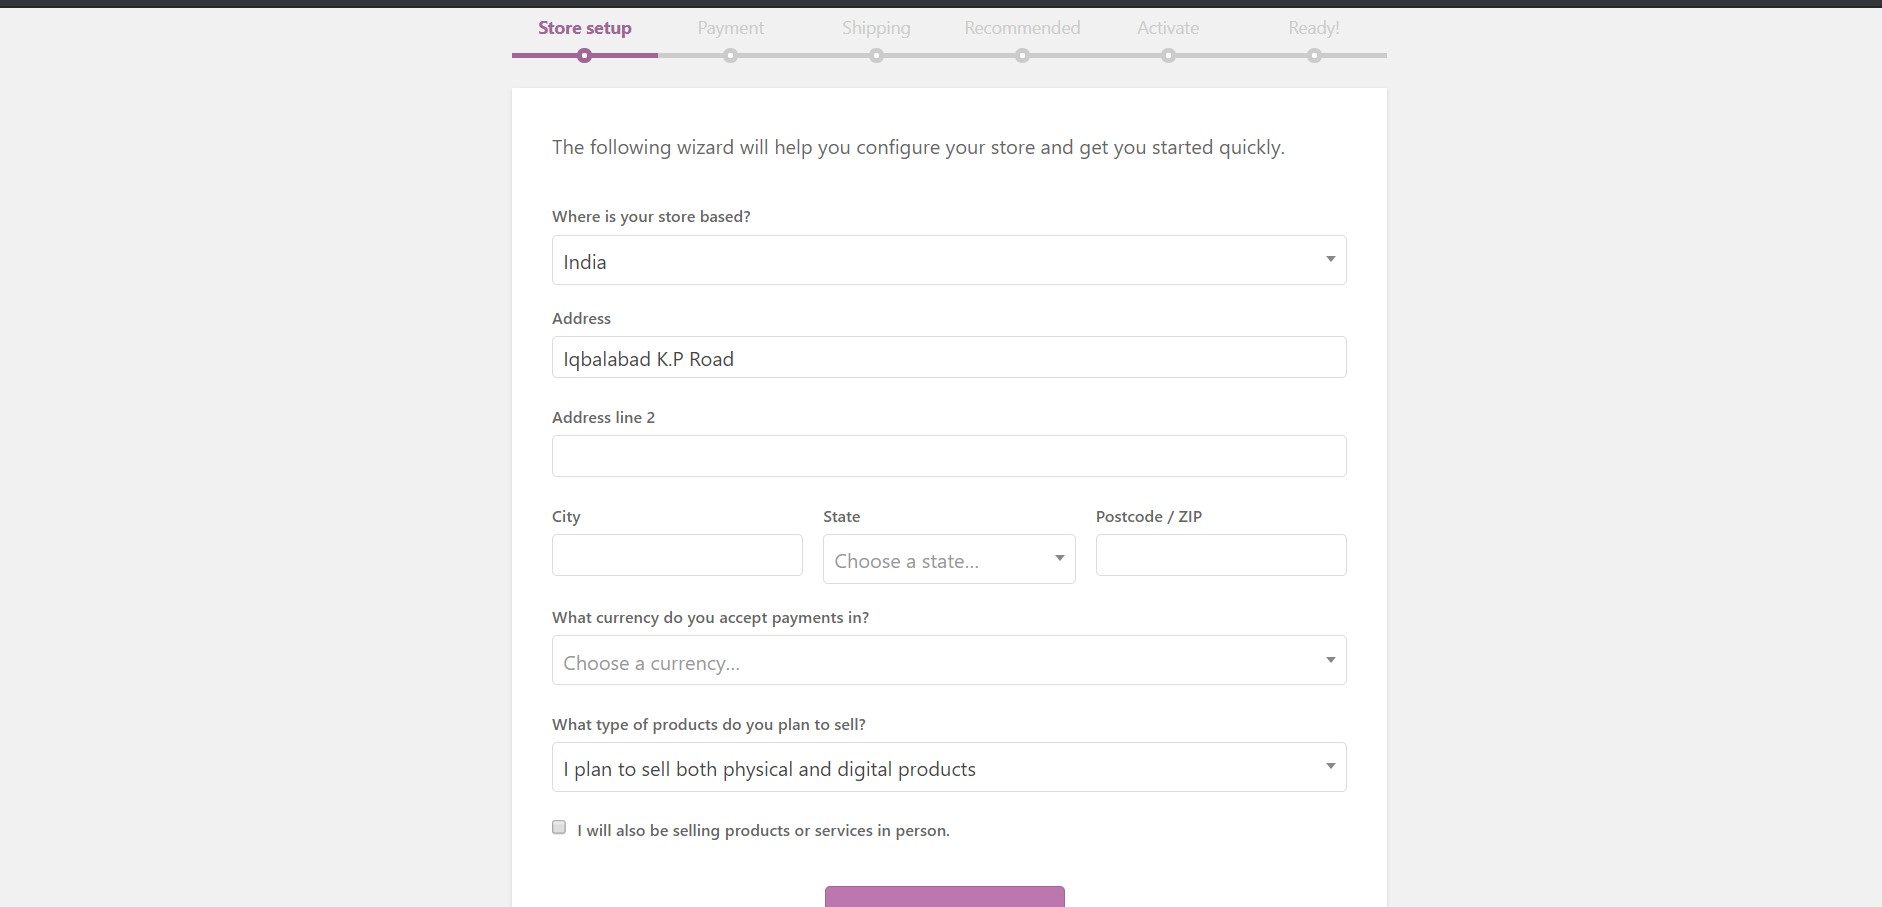 Store setup Payment Shipping Recommended Activate Ready!
The following wizard will help you configure your store and get you started quickly.
Where is your store based?
India
Address
Iqbalabad K.P Road
Address line 2
City State Postcode / ZIP
Choose a state...
What currency do you accept payments in?
Choose a currency...
What type of products do you plan to sell?
I plan to sell both physical and digital products
I will also be selling products or services in person.